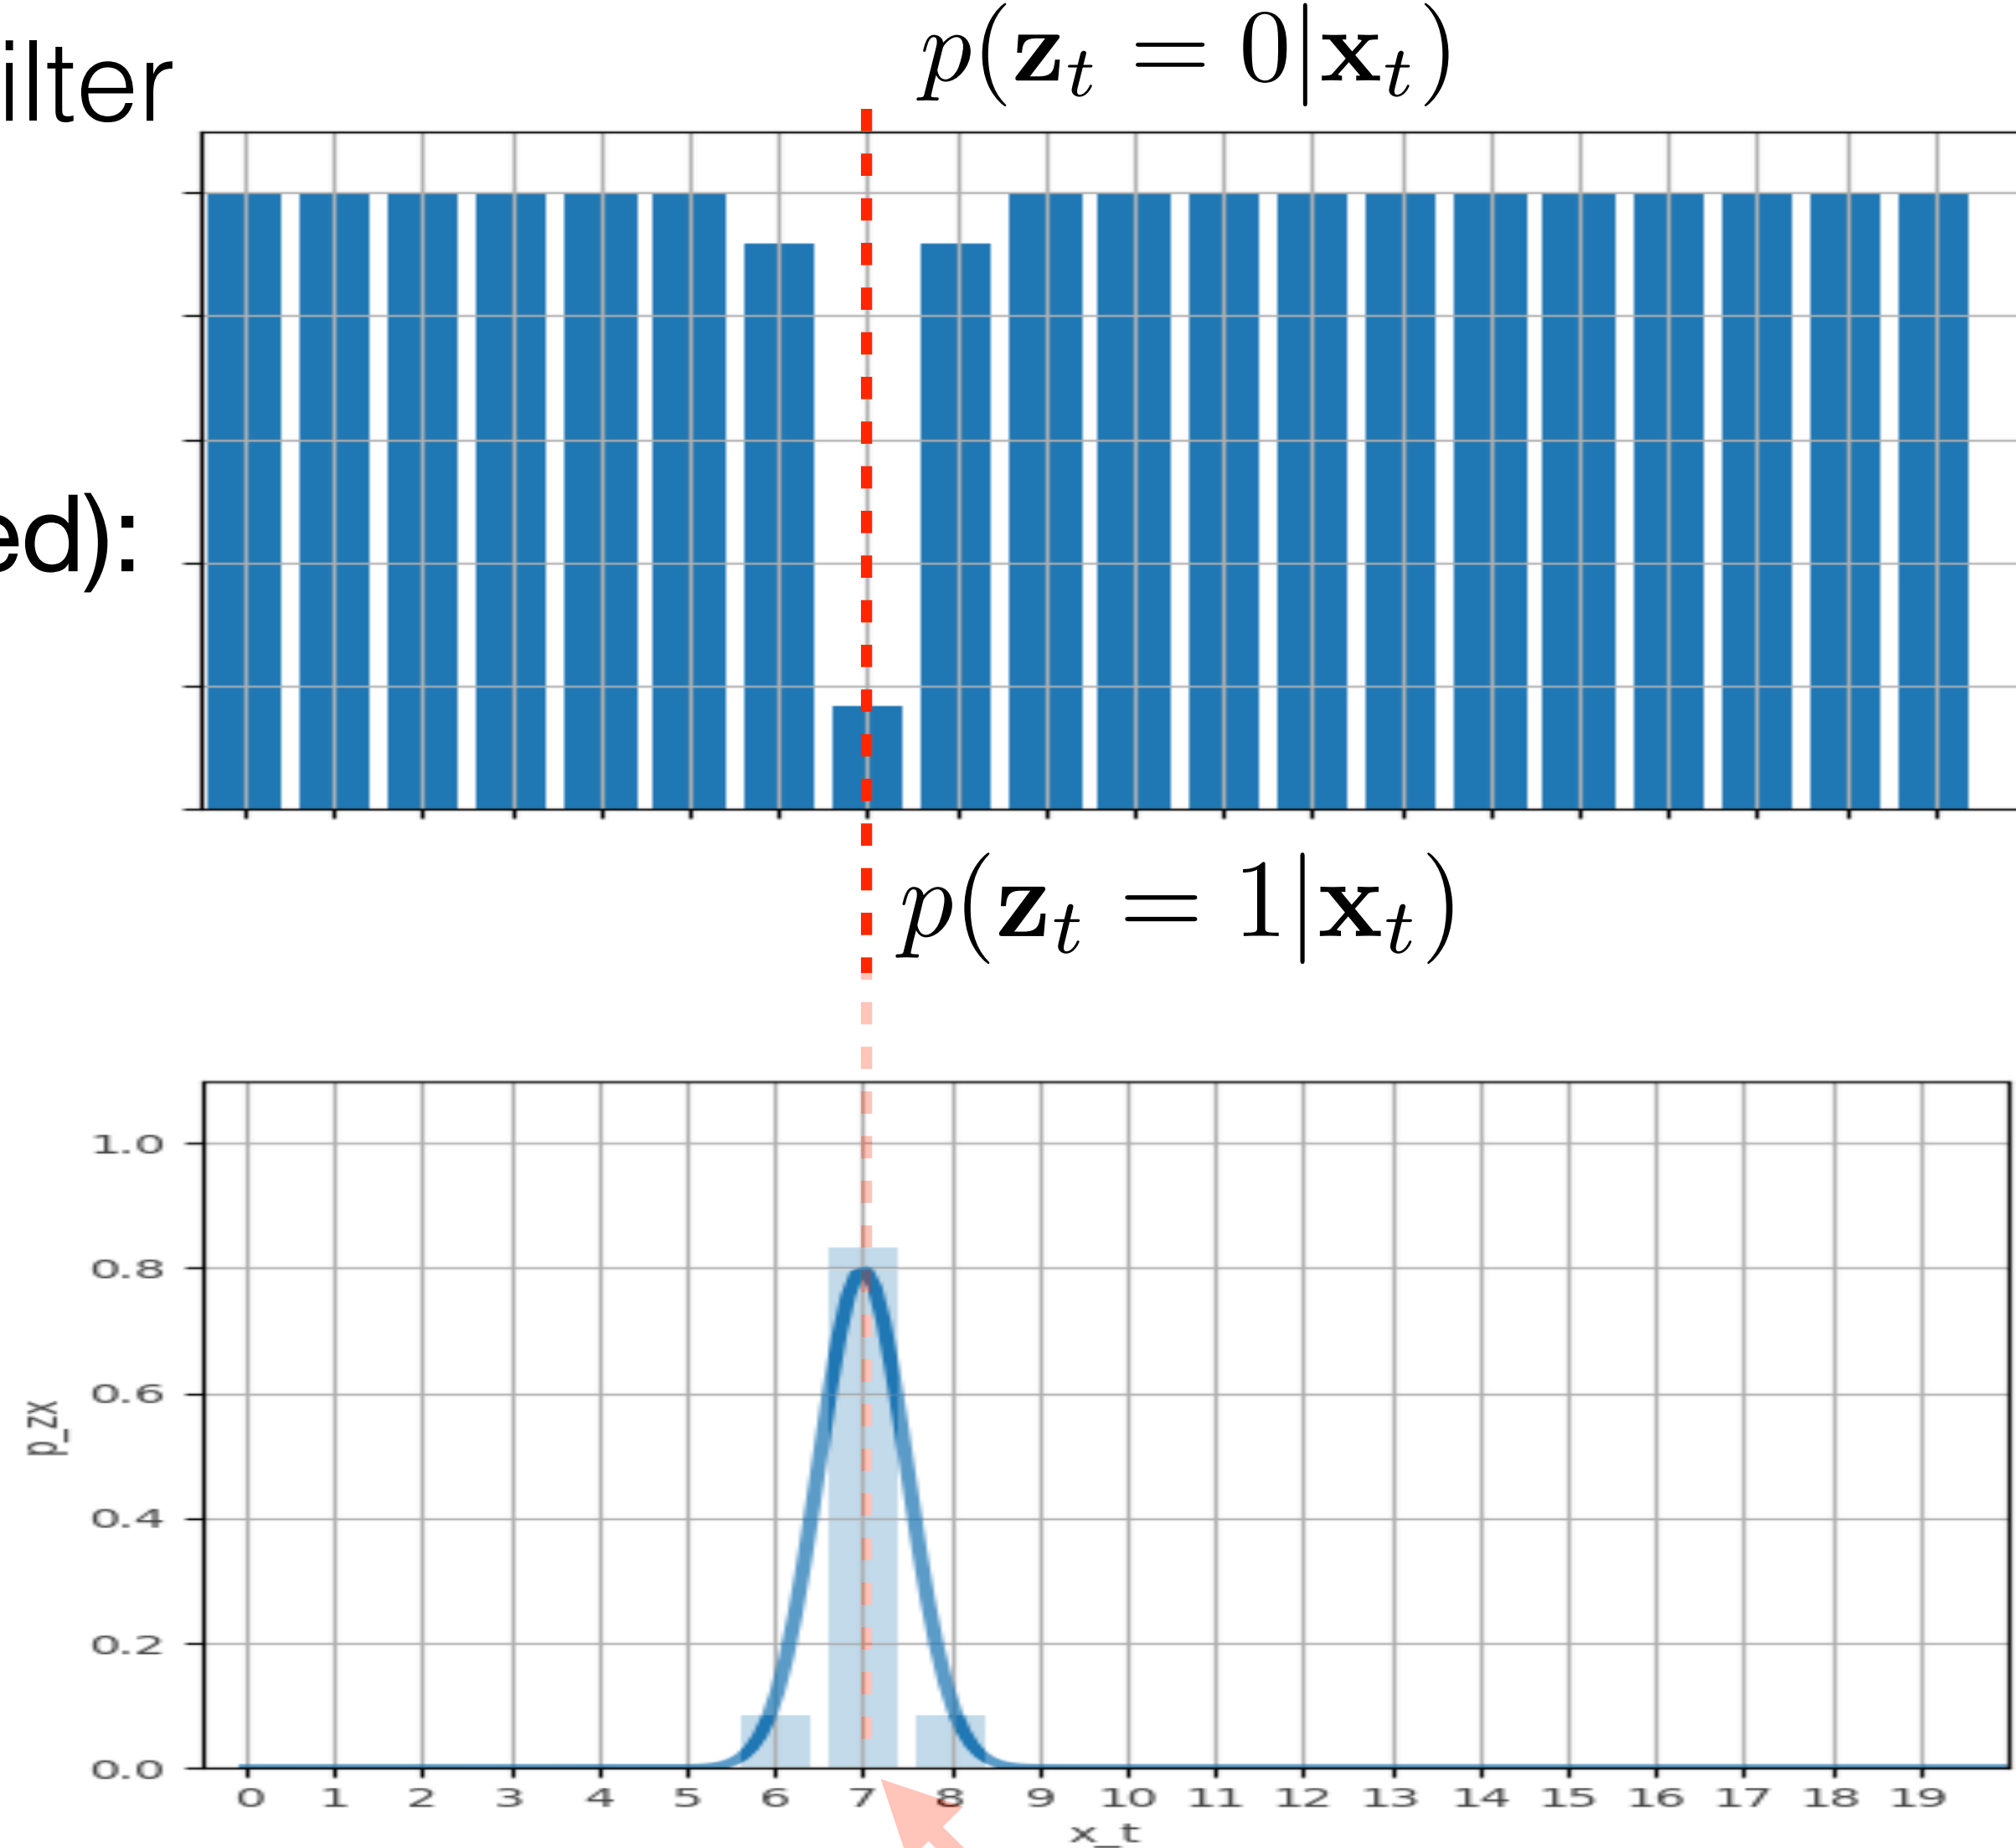 ilter
p(z_t = 0|x_t)
ed):
p(z_t = 1|x_t)
1.0
0.8
0.6
0.4
0.2
0.0
p_zx
0 1 2 3 4 5 6 7 8 9 10 11 12 13 14 15 16 17 18 19
x_t